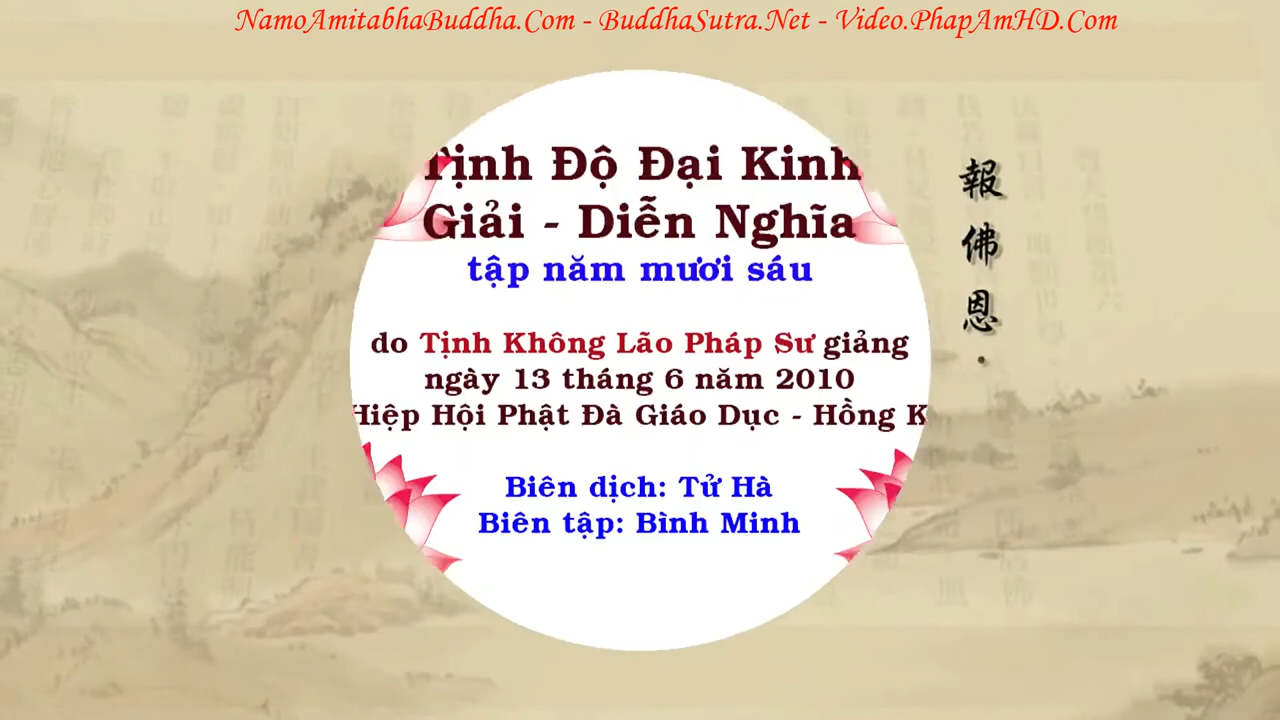 NamoAmitabhaBuddha.Com - BuddhaSutra.Net - Video.PhapAmHD.Com
Tịnh Độ Đại Kinh
Giải - Diễn Nghĩa
tập năm mươi sáu
do Tịnh Không Lão Pháp Sư giảng
ngày 13 tháng 6 năm 2010
Hiệp Hội Phật Đà Giáo Dục - Hồng K
Biên dịch: Tử Hà
Biên tập: Bình Minh
報佛恩.